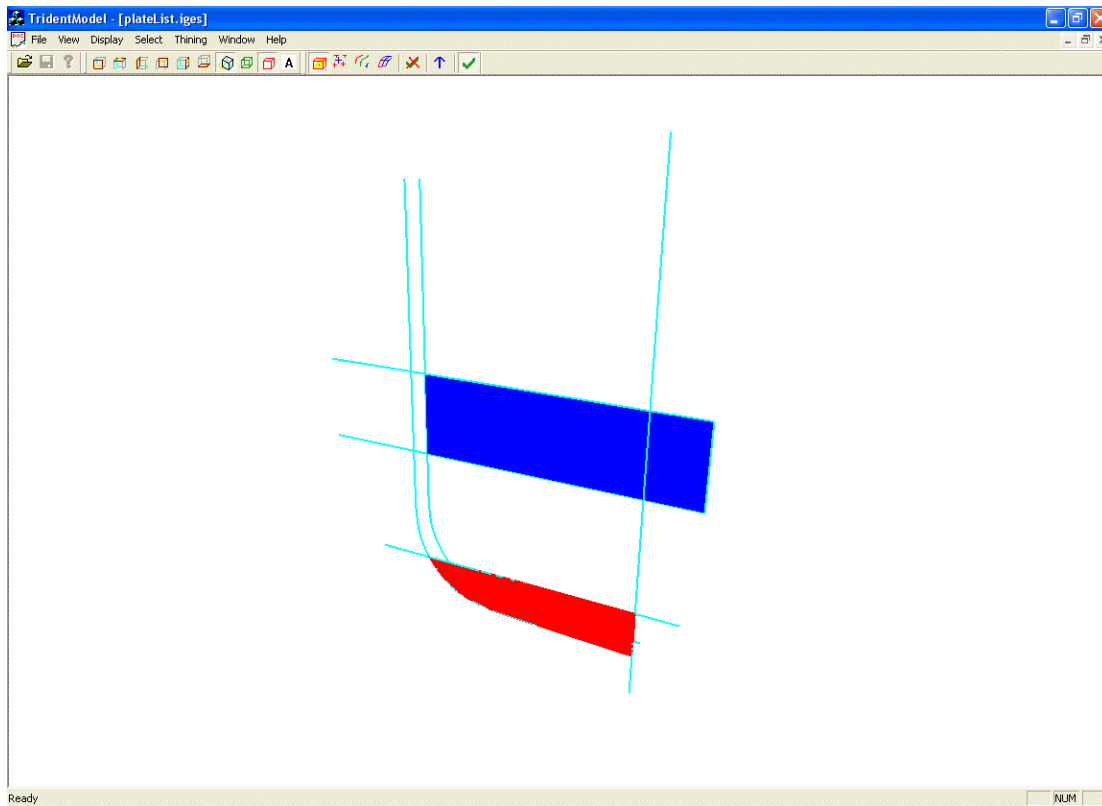 TridentModel - [plateList.iges]
File View Display Select Thining Window Help
A
Ready NUM